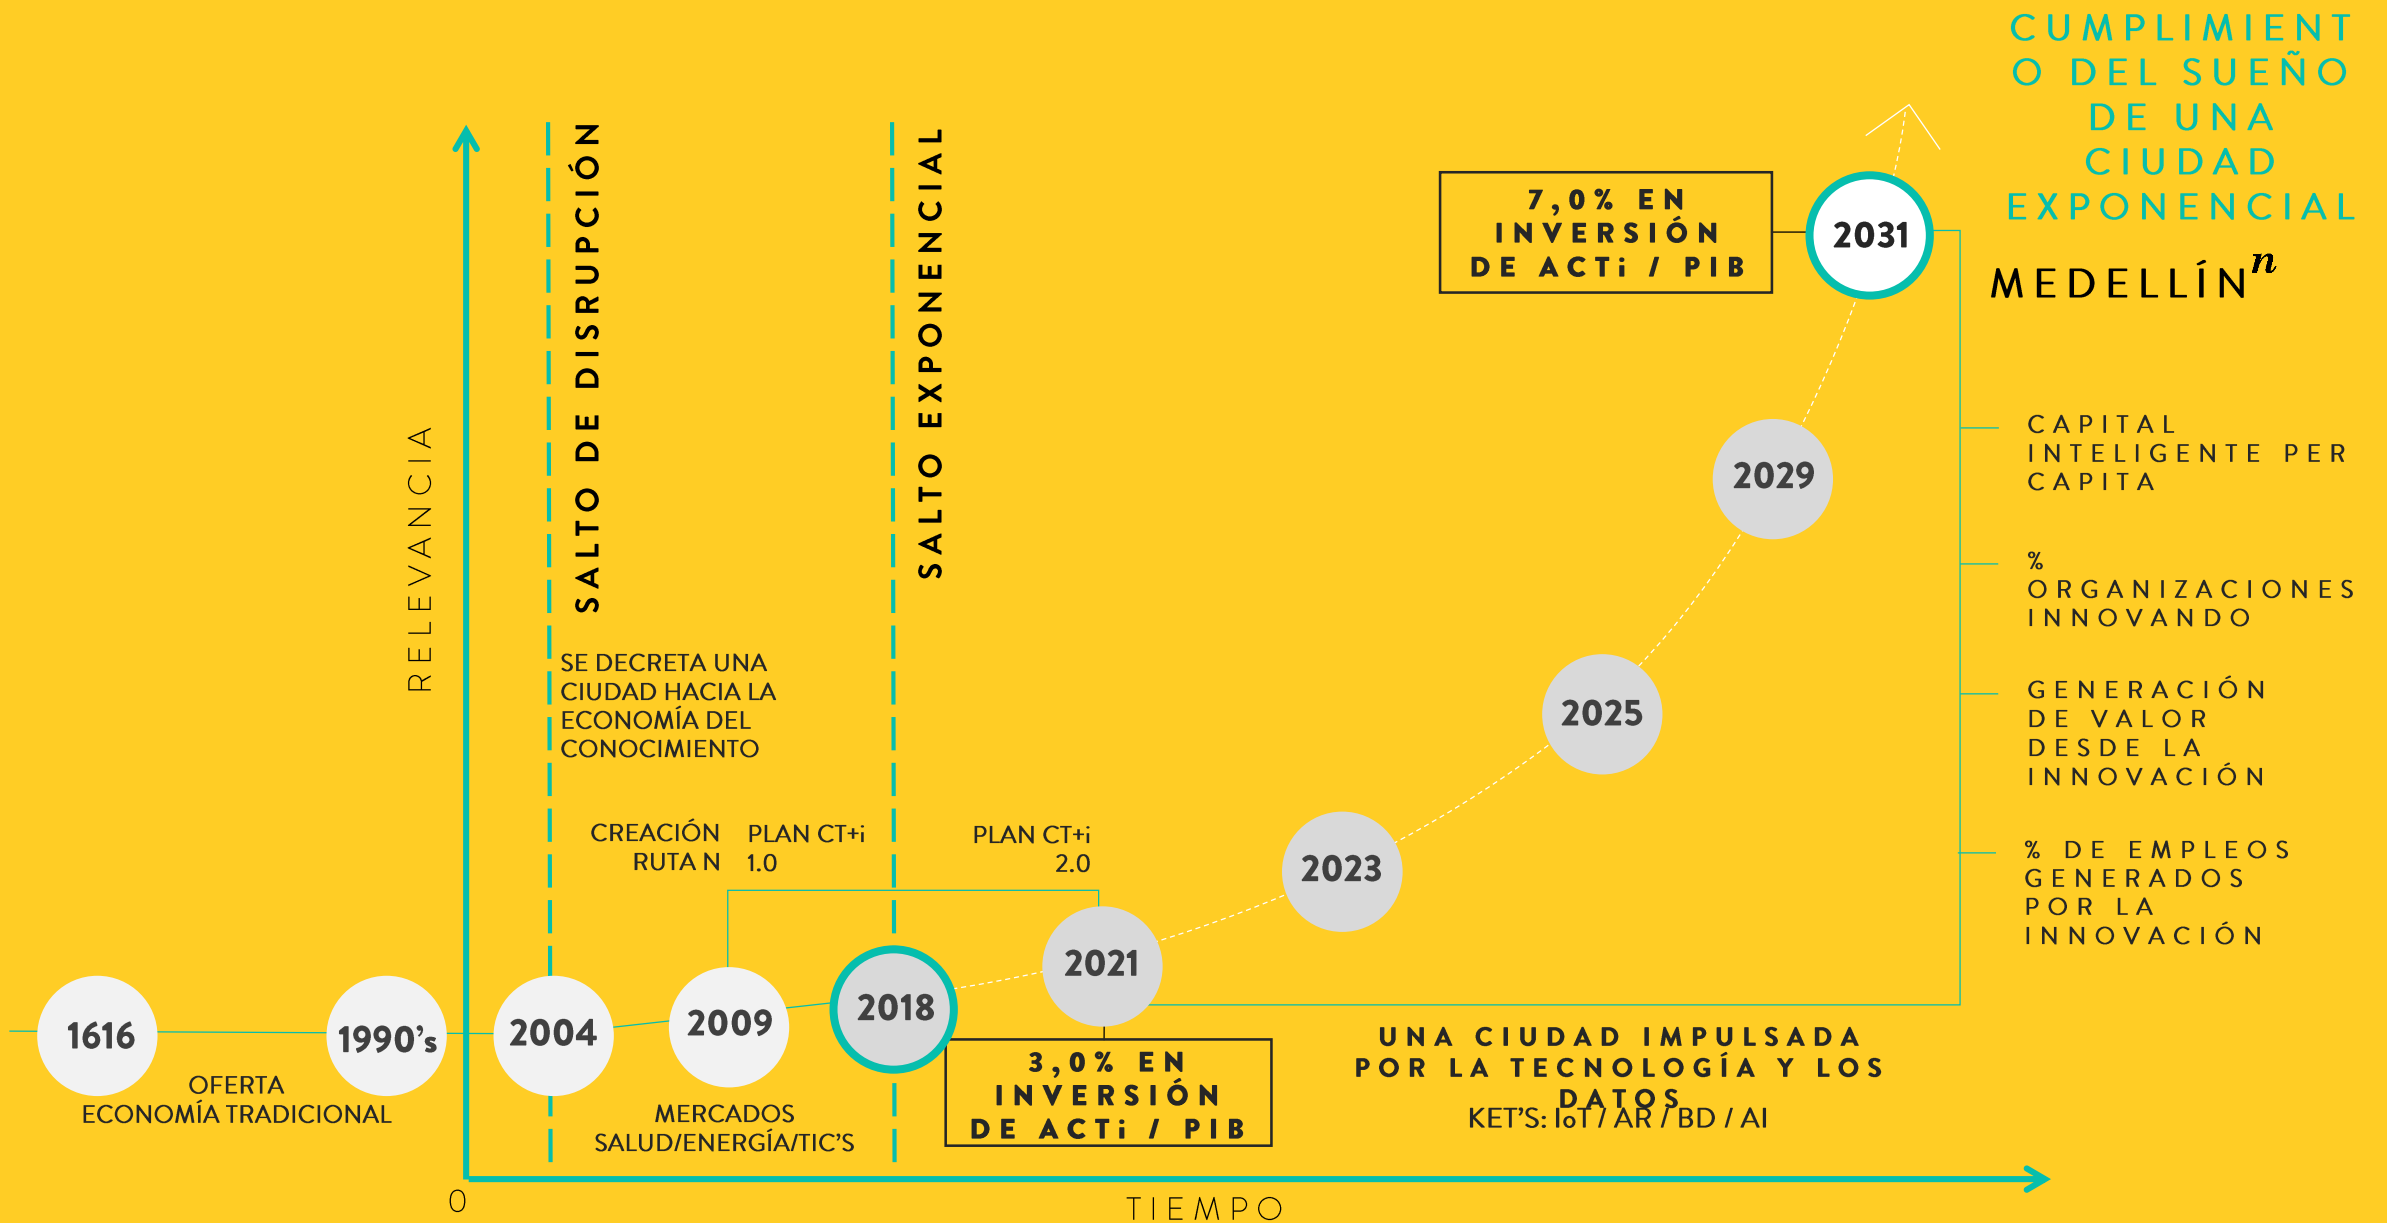 CUMPLIMIENT
O DEL SUEÑO
DE UNA
CIUDAD
EXPONENCIAL
MEDELLÍNⁿ
RELEVANCIA
SALTO DE DISRUPCIÓN
SALTO EXPONENCIAL
7,0% EN
INVERSIÓN
DE ACTi / PIB
2031
2029
2025
2023
2021
2018
2009
2004
1990's
1616
CAPITAL
INTELIGENTE PER
CAPITA
%
ORGANIZACIONES
INNOVANDO
GENERACIÓN
DE VALOR
DESDE LA
INNOVACIÓN
% DE EMPLEOS
GENERADOS
POR LA
INNOVACIÓN
SE DECRETA UNA
CIUDAD HACIA LA
ECONOMÍA DEL
CONOCIMIENTO
CREACIÓN
RUTA N
PLAN CT+i
1.0
PLAN CT+i
2.0
OFERTA
ECONOMÍA TRADICIONAL
MERCADOS
SALUD/ENERGÍA/TIC'S
3,0% EN
INVERSIÓN
DE ACTi / PIB
UNA CIUDAD IMPULSADA
POR LA TECNOLOGÍA Y LOS
DATOS
KET'S: IoT / AR / BD / AI
0
TIEMPO